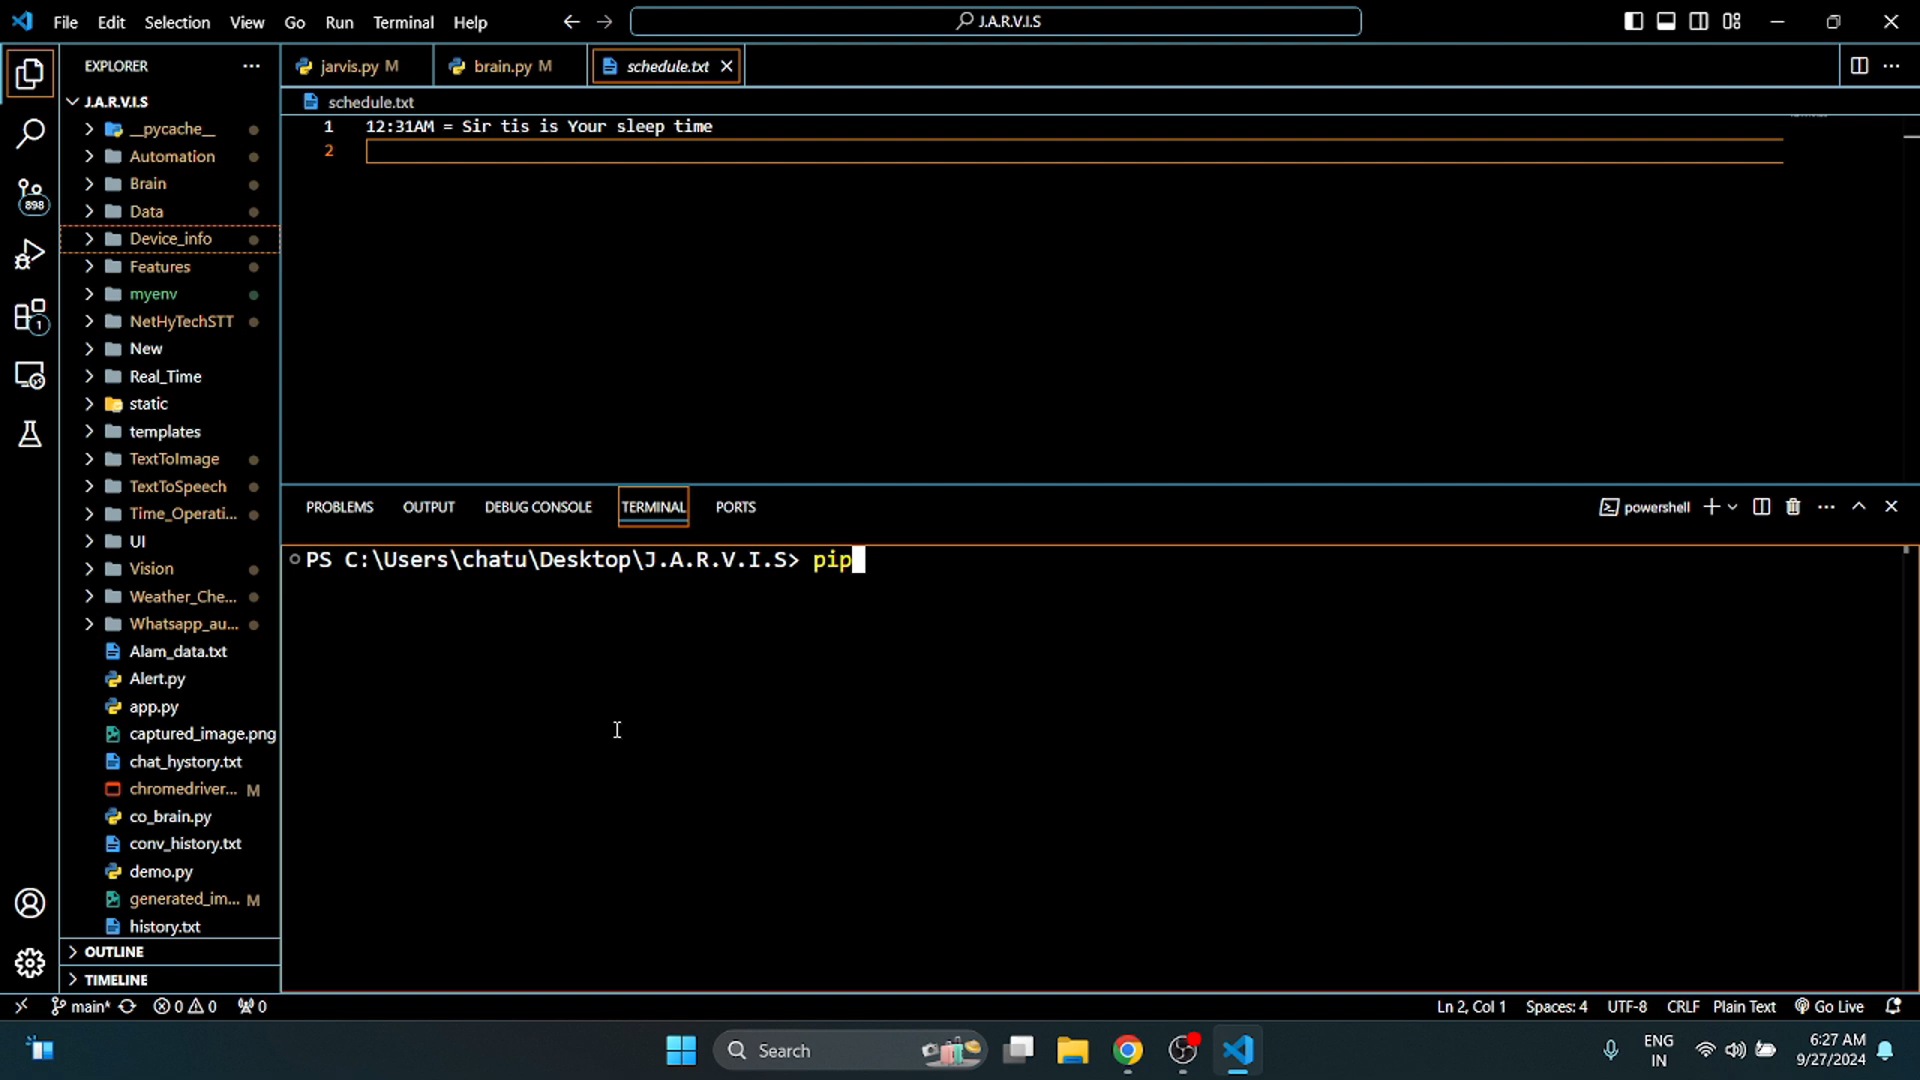 File Edit Selection View Go Run Terminal Help
J.A.R.V.I.S
EXPLORER
jarvis.py M
brain.py M
schedule.txt
J.A.R.V.I.S
schedule.txt
1 12:31AM = Sir tis is Your sleep time
2
__pycache__
Automation
Brain
898
Data
Device_info
Features
myenv
1
NetHyTechSTT
New
Real_Time
static
templates
TextToImage
TextToSpeech
Time_Operati...
UI
Vision
Weather_Che...
Whatsapp_au...
Alam_data.txt
Alert.py
app.py
captured_image.png
chat_hystory.txt
chromedriver... M
co_brain.py
conv_history.txt
demo.py
generated_im... M
history.txt
OUTLINE
TIMELINE
PROBLEMS OUTPUT DEBUG CONSOLE TERMINAL PORTS
powershell
PS C:\Users\chatu\Desktop\J.A.R.V.I.S> pip
main* 0 0 0
Ln 2, Col 1 Spaces: 4 UTF-8 CRLF Plain Text Go Live
Search
ENG
IN
6:27 AM
9/27/2024